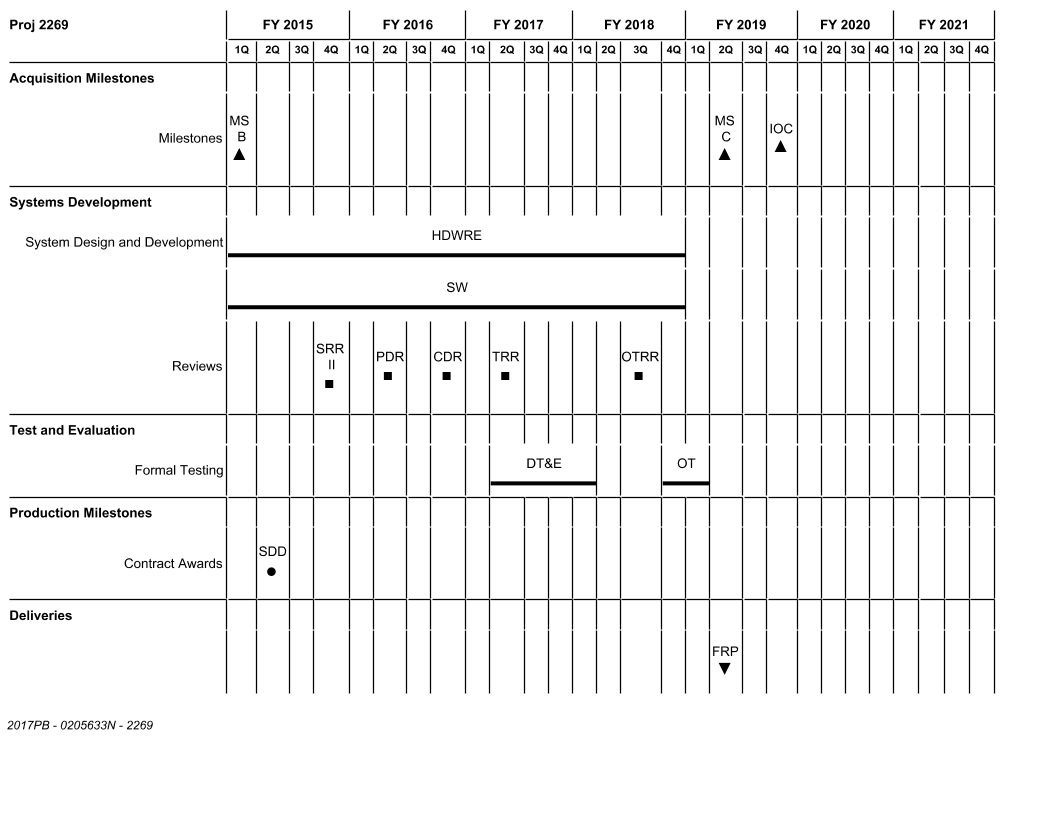 Proj 2269 FY 2015 FY 2016 FY 2017 FY 2018 FY 2019 FY 2020 FY 2021
1Q 2Q 3Q 4Q 1Q 2Q 3Q 4Q 1Q 2Q 3Q 4Q 1Q 2Q 3Q 4Q 1Q 2Q 3Q 4Q 1Q 2Q 3Q 4Q 1Q 2Q 3Q 4Q
Acquisition Milestones
Milestones
MS
B
MS
C
IOC
Systems Development
System Design and Development
HDWRE
SW
Reviews
SRR
II
PDR
CDR
TRR
OTRR
Test and Evaluation
Formal Testing
DT&E
OT
Production Milestones
Contract Awards
SDD
Deliveries
FRP
2017PB - 0205633N - 2269